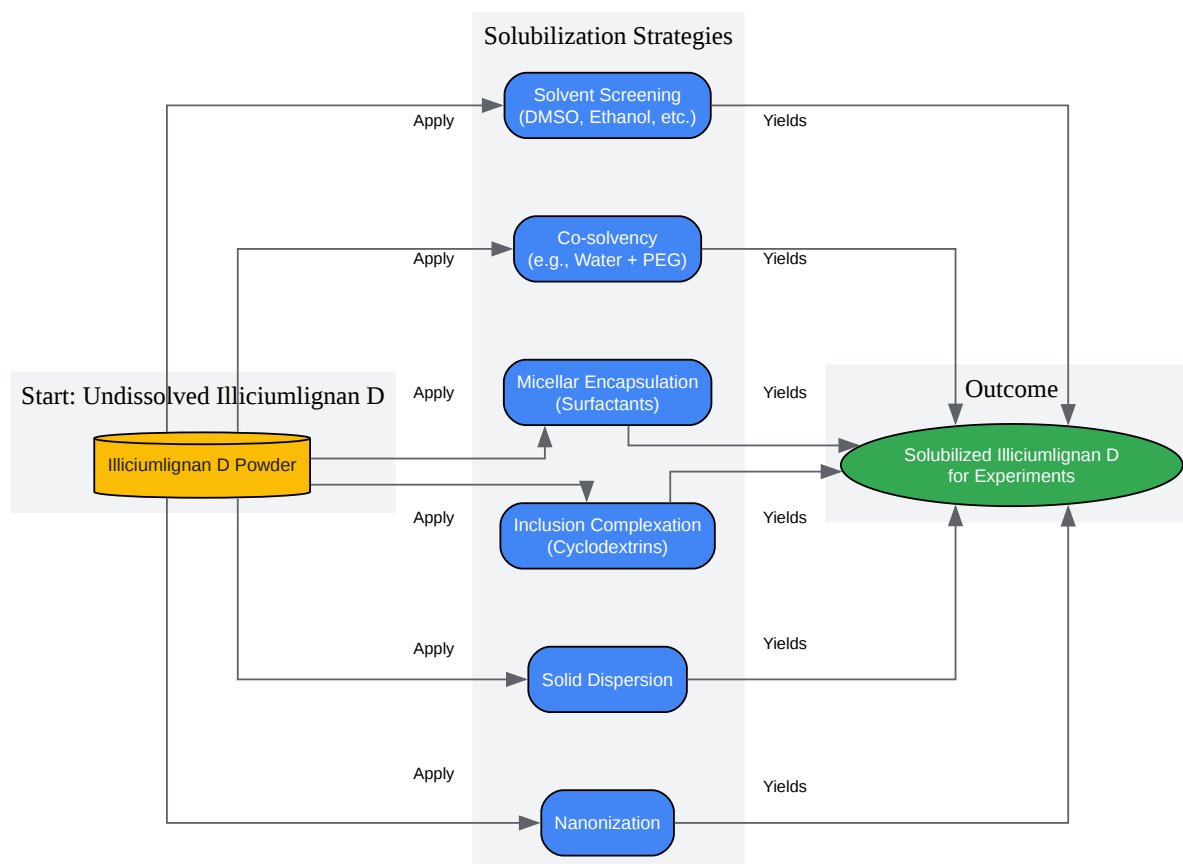 Solubilization Strategies
Solvent Screening
(DMSO, Ethanol, etc.)
Apply
Yields
Co-solvency
(e.g., Water + PEG)
Apply
Yields
Micellar Encapsulation
(Surfactants)
Apply
Yields
Start: Undissolved Illiciumlignan D
Illiciumlignan D Powder
Outcome
Solubilized Illiciumlignan D
for Experiments
Inclusion Complexation
(Cyclodextrins)
Apply
Yields
Apply
Yields
Solid Dispersion
Apply
Yields
Nanonization